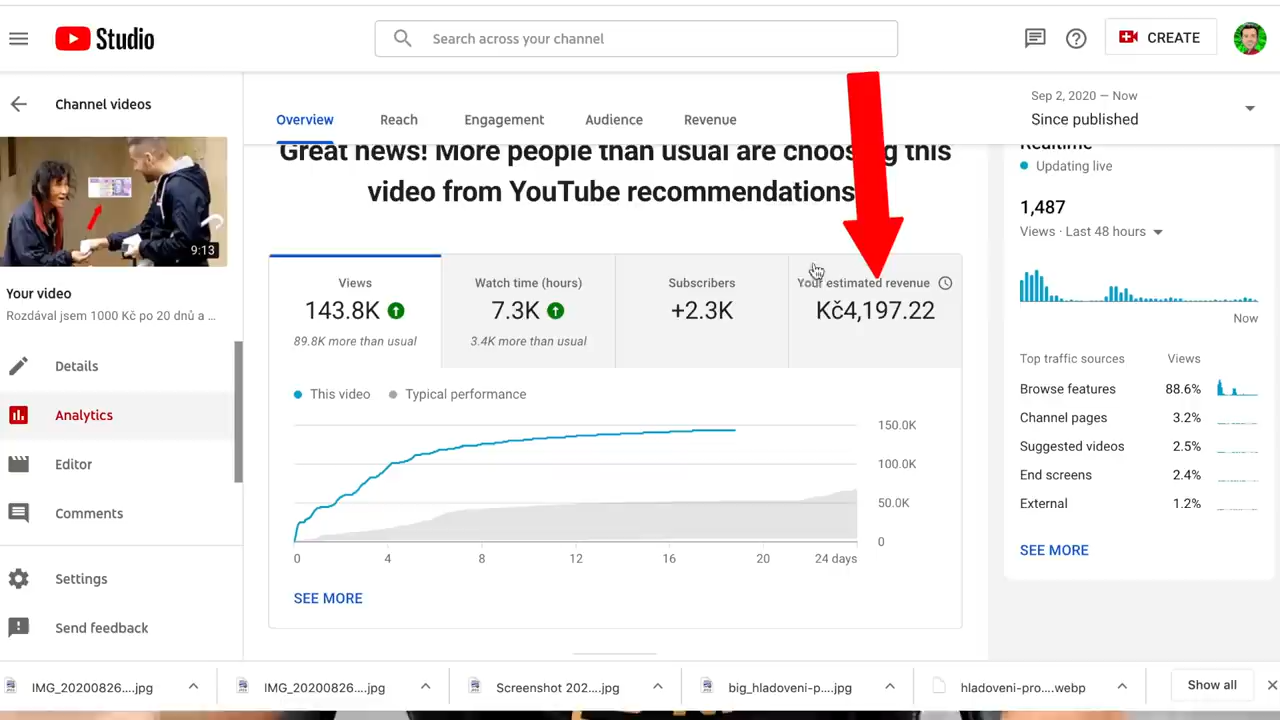 Studio
Search across your channel
CREATE
Channel videos
9:13
Your video
Rozdával jsem 1000 Kč po 20 dnů a …
Details
Analytics
Editor
Comments
Settings
Send feedback
Overview
Reach
Engagement
Audience
Revenue
Sep 2, 2020 – Now
Since published
Great news! More people than usual are choosing this
video from YouTube recommendations
Views
143.8K
89.8K more than usual
Watch time (hours)
7.3K
3.4K more than usual
Subscribers
+2.3K
Your estimated revenue
Kč4,197.22
This video
Typical performance
150.0K
100.0K
50.0K
0
0 4 8 12 16 20 24 days
SEE MORE
Realtime
Updating live
1,487
Views · Last 48 hours
Now
Top traffic sources Views
Browse features 88.6%
Channel pages 3.2%
Suggested videos 2.5%
End screens 2.4%
External 1.2%
SEE MORE
IMG_20200826....jpg
IMG_20200826....jpg
Screenshot 202....jpg
big_hladoveni-p....jpg
hladoveni-pro....webp
Show all